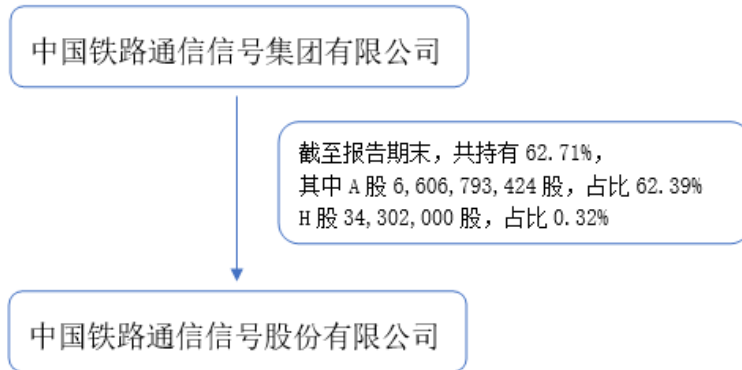 中国铁路通信信号集团有限公司
截至报告期末，共持有 62.71%，
其中 A 股 6,606,793,424 股，占比 62.39%
H 股 34,302,000 股，占比 0.32%
中国铁路通信信号股份有限公司